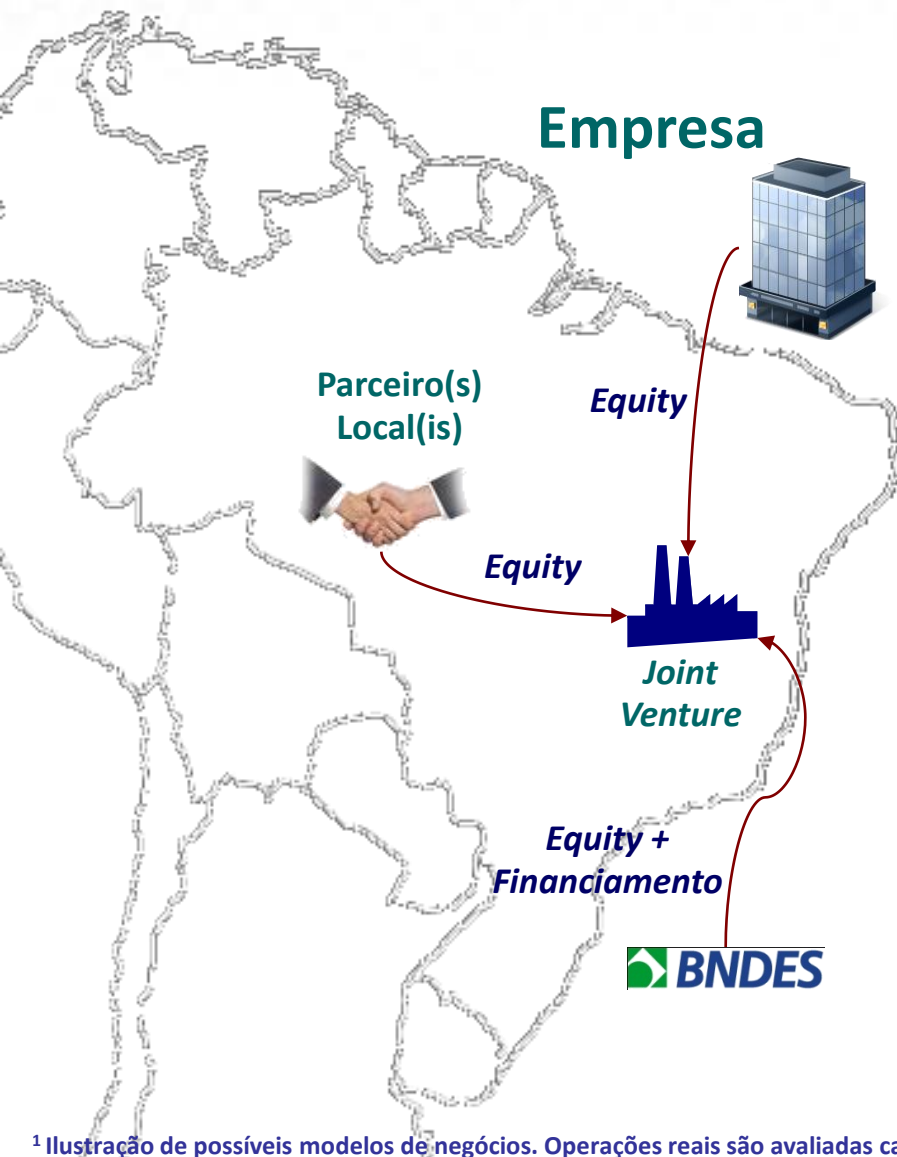 Empresa
Parceiro(s)
Local(is)
Equity
Equity
Joint
Venture
Equity +
Financiamento
BNDES
¹ Ilustração de possíveis modelos de negócios. Operações reais são avaliadas